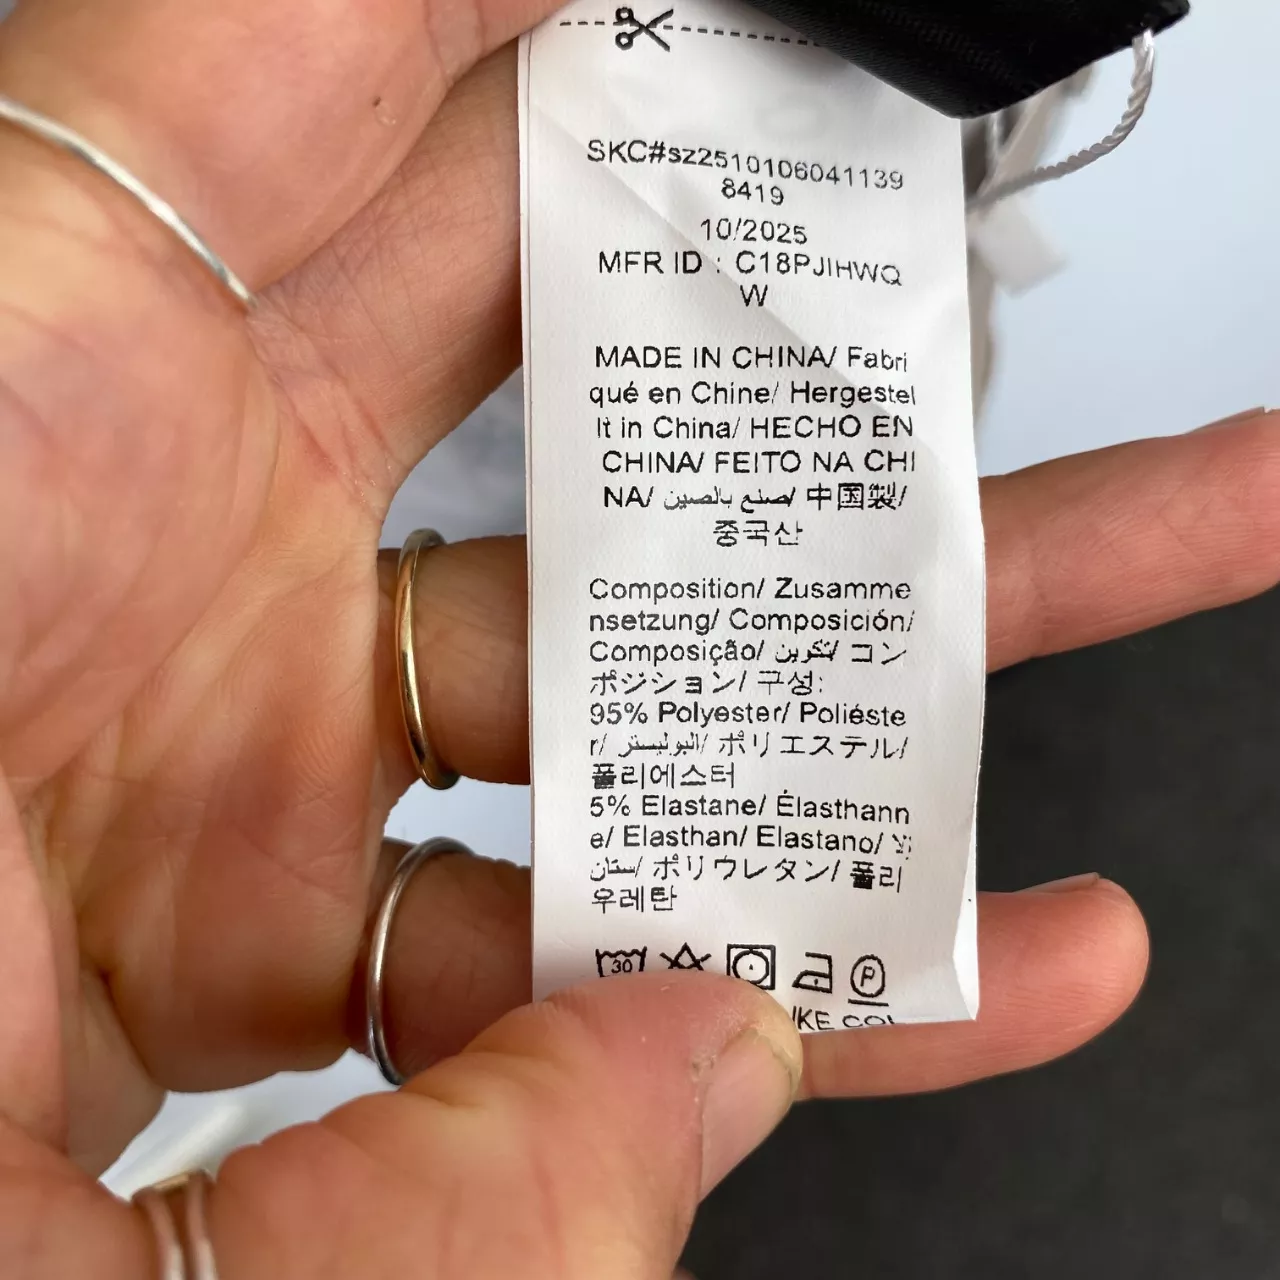 SKC#sz2510106041139
8419
10/2025
MFR ID : C18PJIHWQ
W
MADE IN CHINA/ Fabri
qué en Chine/ Hergestel
lt in China/ HECHO EN
CHINA/ FEITO NA CHI
NA/ صنع بالصين/ 中国製/
중국산
Composition/ Zusamme
nsetzung/ Composición/
Composição/ تكوين/ コン
ポジション/ 구성:
95% Polyester/ Poliéste
r/ البوليستر/ ポリエステル/
폴리에스터
5% Elastane/ Élasthann
e/ Elasthan/ Elastano/
ستان/ ポリウレタン/ 폴리
우레탄
30 P